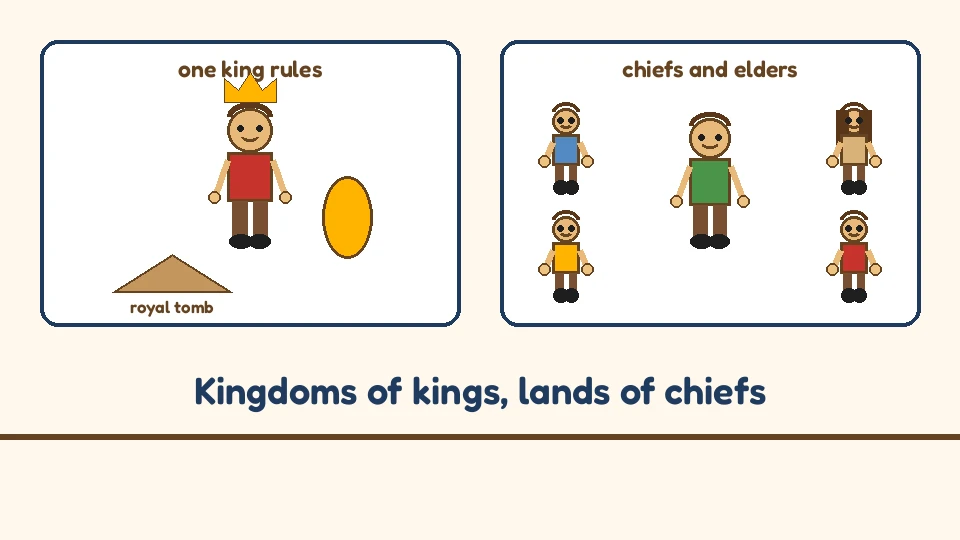 one king rules
chiefs and elders
royal tomb
Kingdoms of kings, lands of chiefs